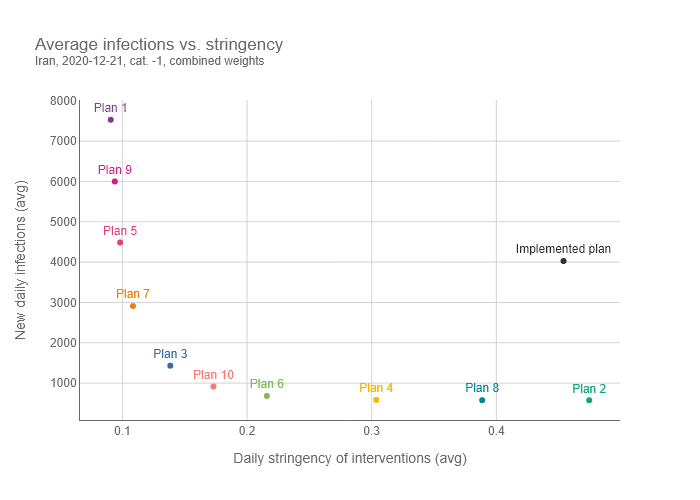 Average infections vs. stringency
Iran, 2020-12-21, cat. -1, combined weights
8000
Plan 1
7000
Plan 9
6000
5000
Plan 5
Implemented plan
4000
Plan 7
3000
2000
Plan 3
Plan 10
1000
Plan 6
Plan 4
Plan 8
Plan 2
0.1
0.2
0.3
0.4
New daily infections (avg)
Daily stringency of interventions (avg)